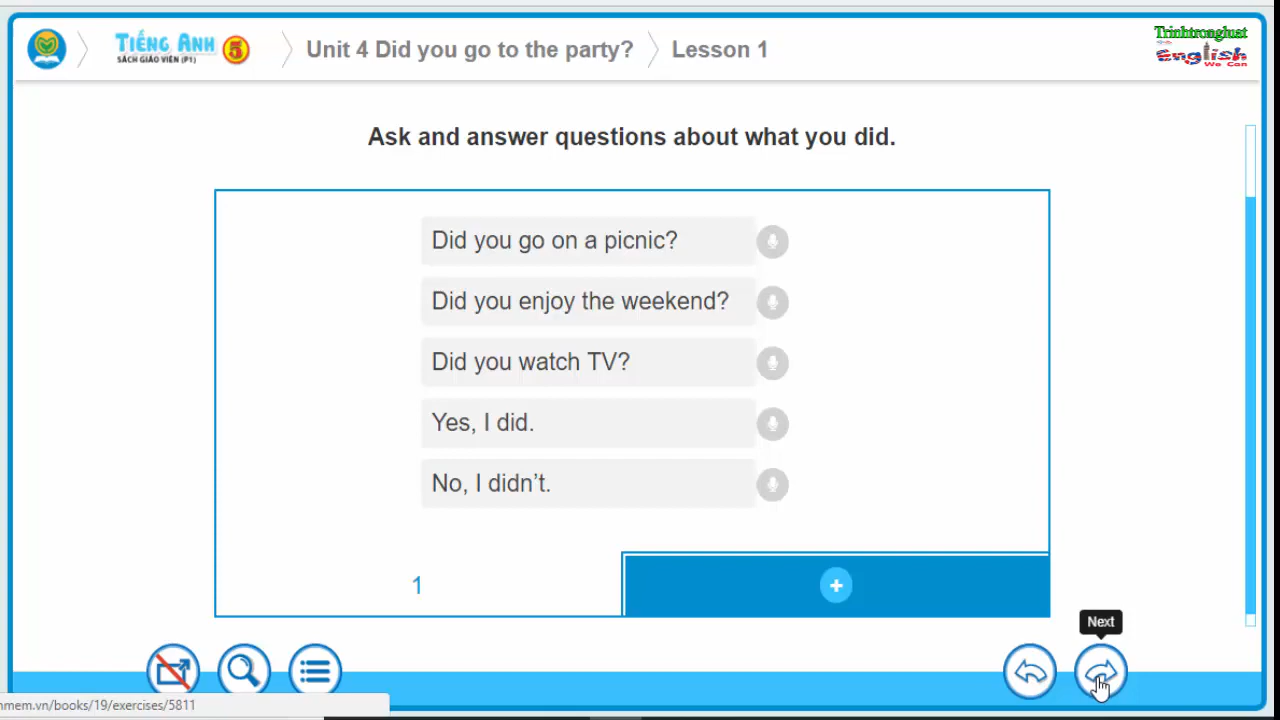 TIẾNG ANH 5
SÁCH GIÁO VIÊN (P1)
Unit 4 Did you go to the party?
Lesson 1
Trinhtrongluat
English
We Can
Ask and answer questions about what you did.
Did you go on a picnic?
Did you enjoy the weekend?
Did you watch TV?
Yes, I did.
No, I didn’t.
1
+
Next
nmem.vn/books/19/exercises/5811